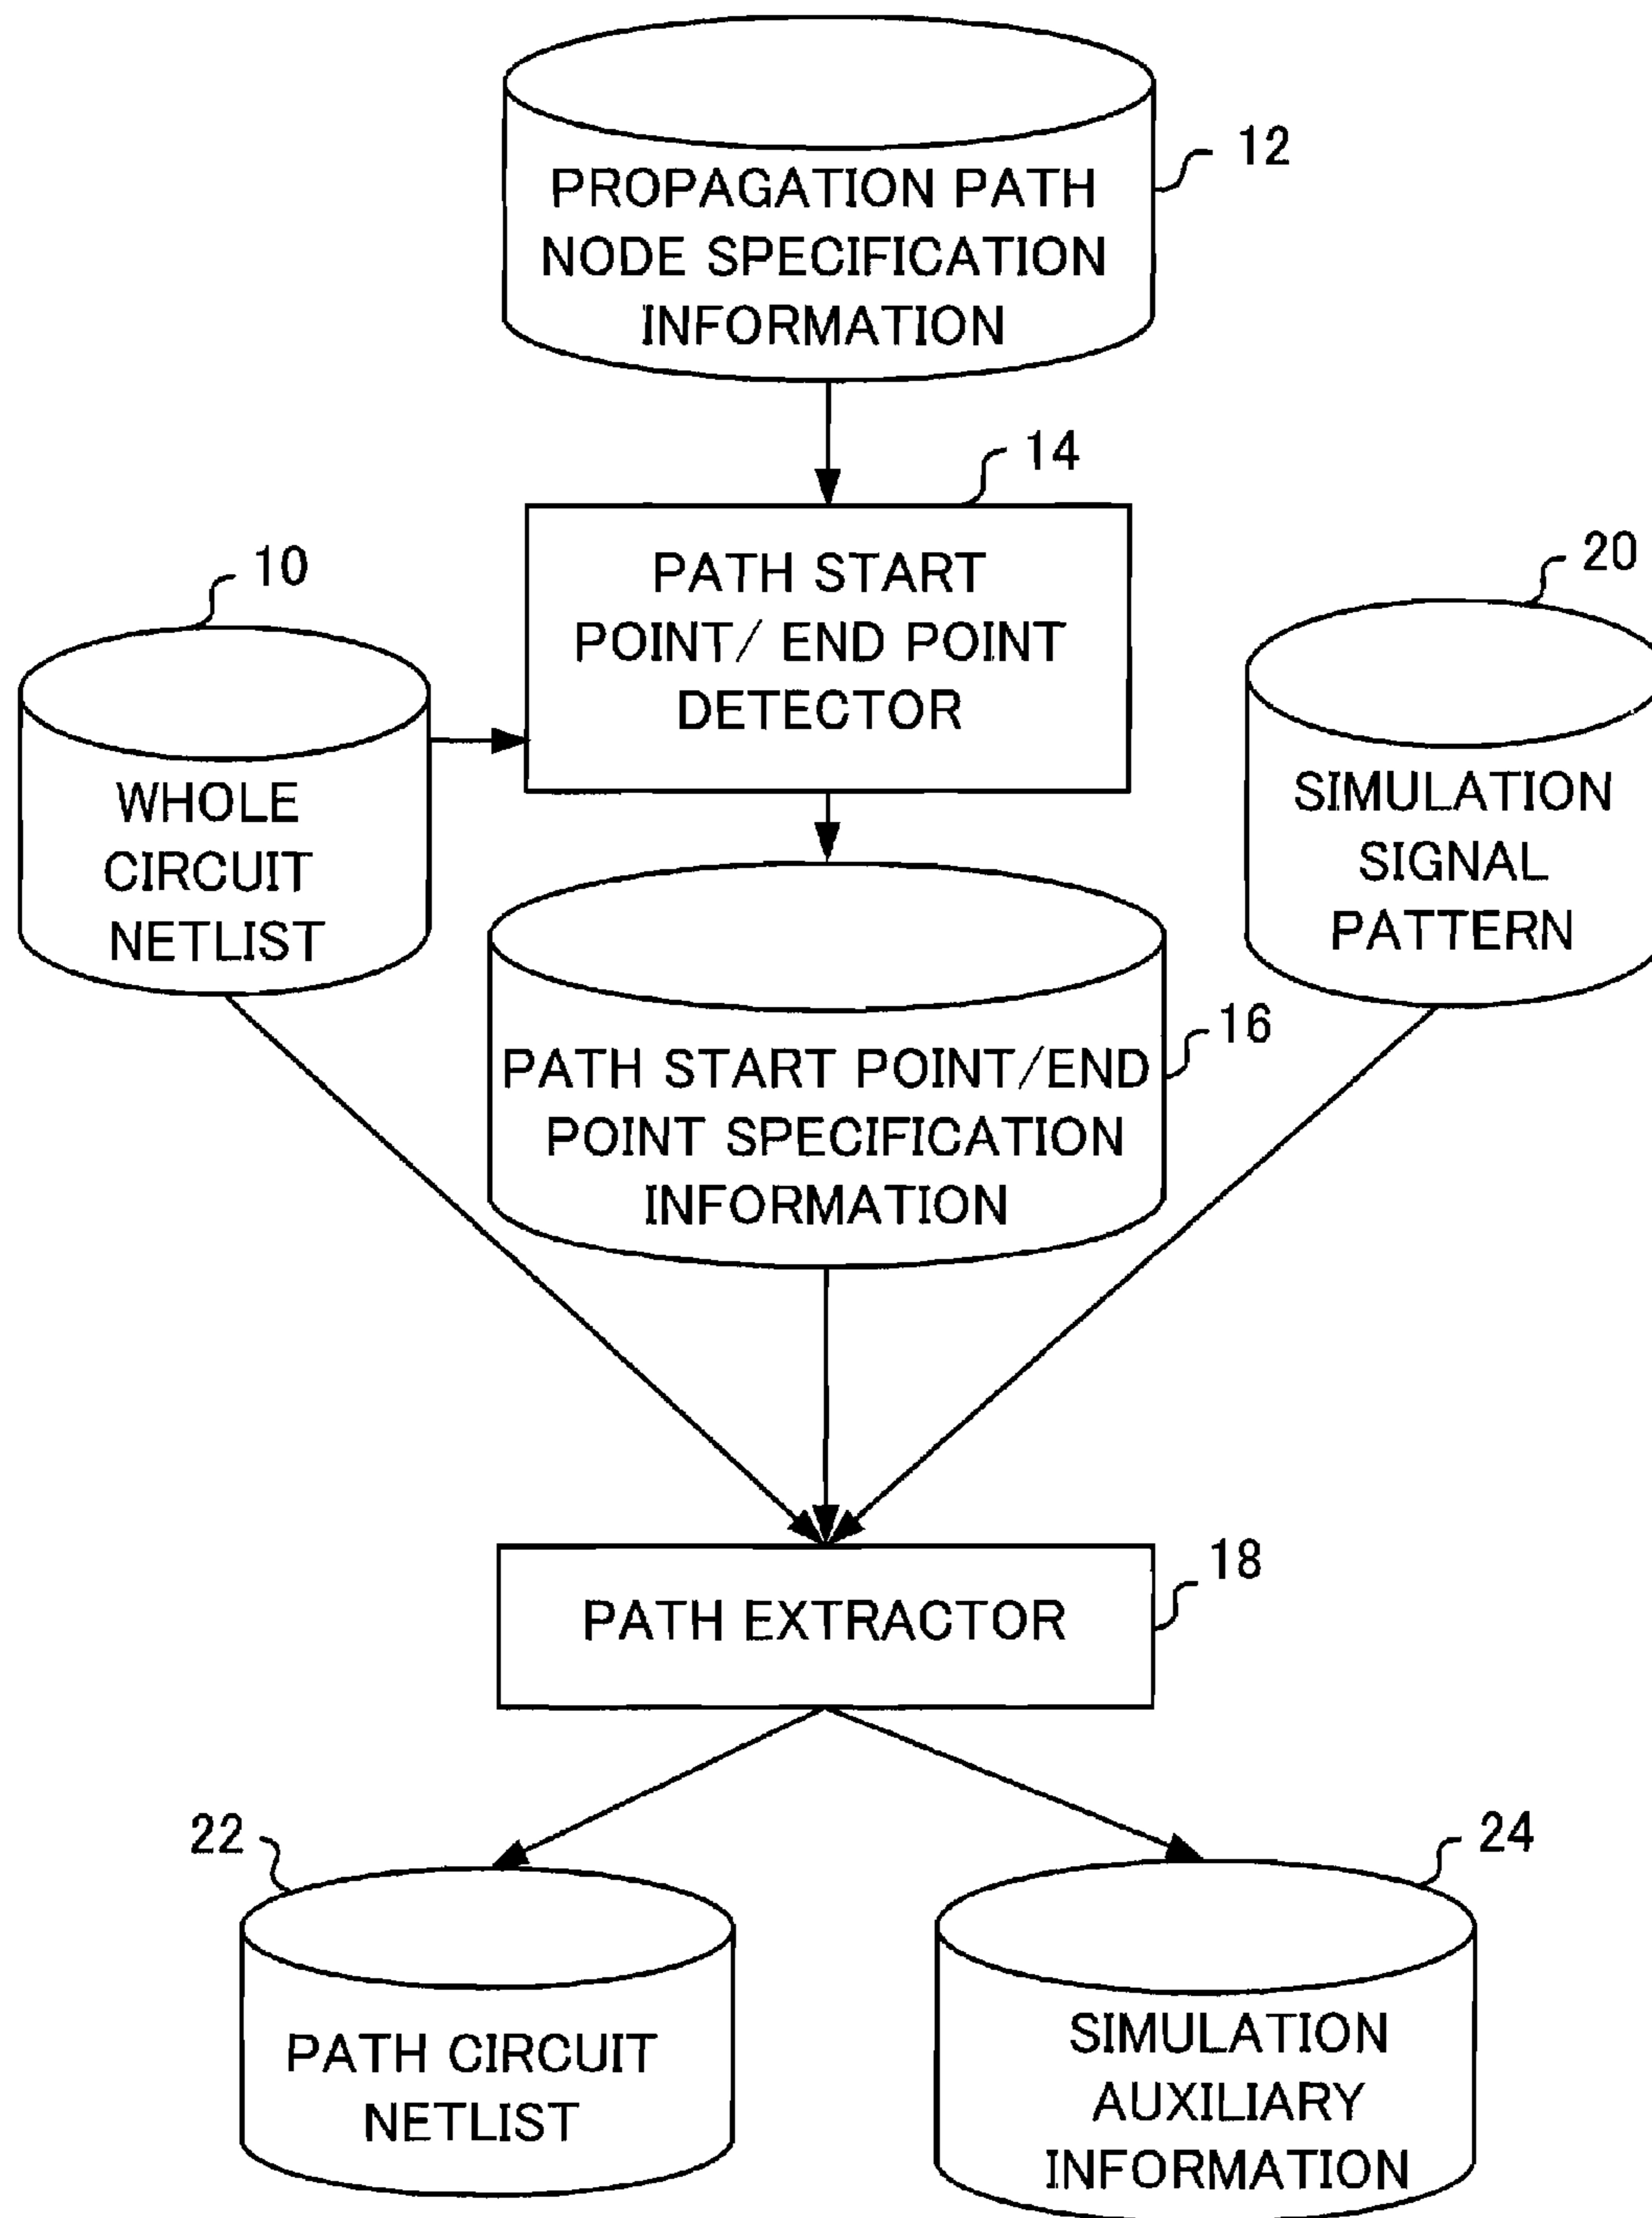 12
PROPAGATION PATH
NODE SPECIFICATION
INFORMATION
14
PATH START
POINT/ END POINT
DETECTOR
10
WHOLE
CIRCUIT
NETLIST
20
SIMULATION
SIGNAL
PATTERN
16
PATH START POINT/END
POINT SPECIFICATION
INFORMATION
18
PATH EXTRACTOR
22
PATH CIRCUIT
NETLIST
24
SIMULATION
AUXILIARY
INFORMATION